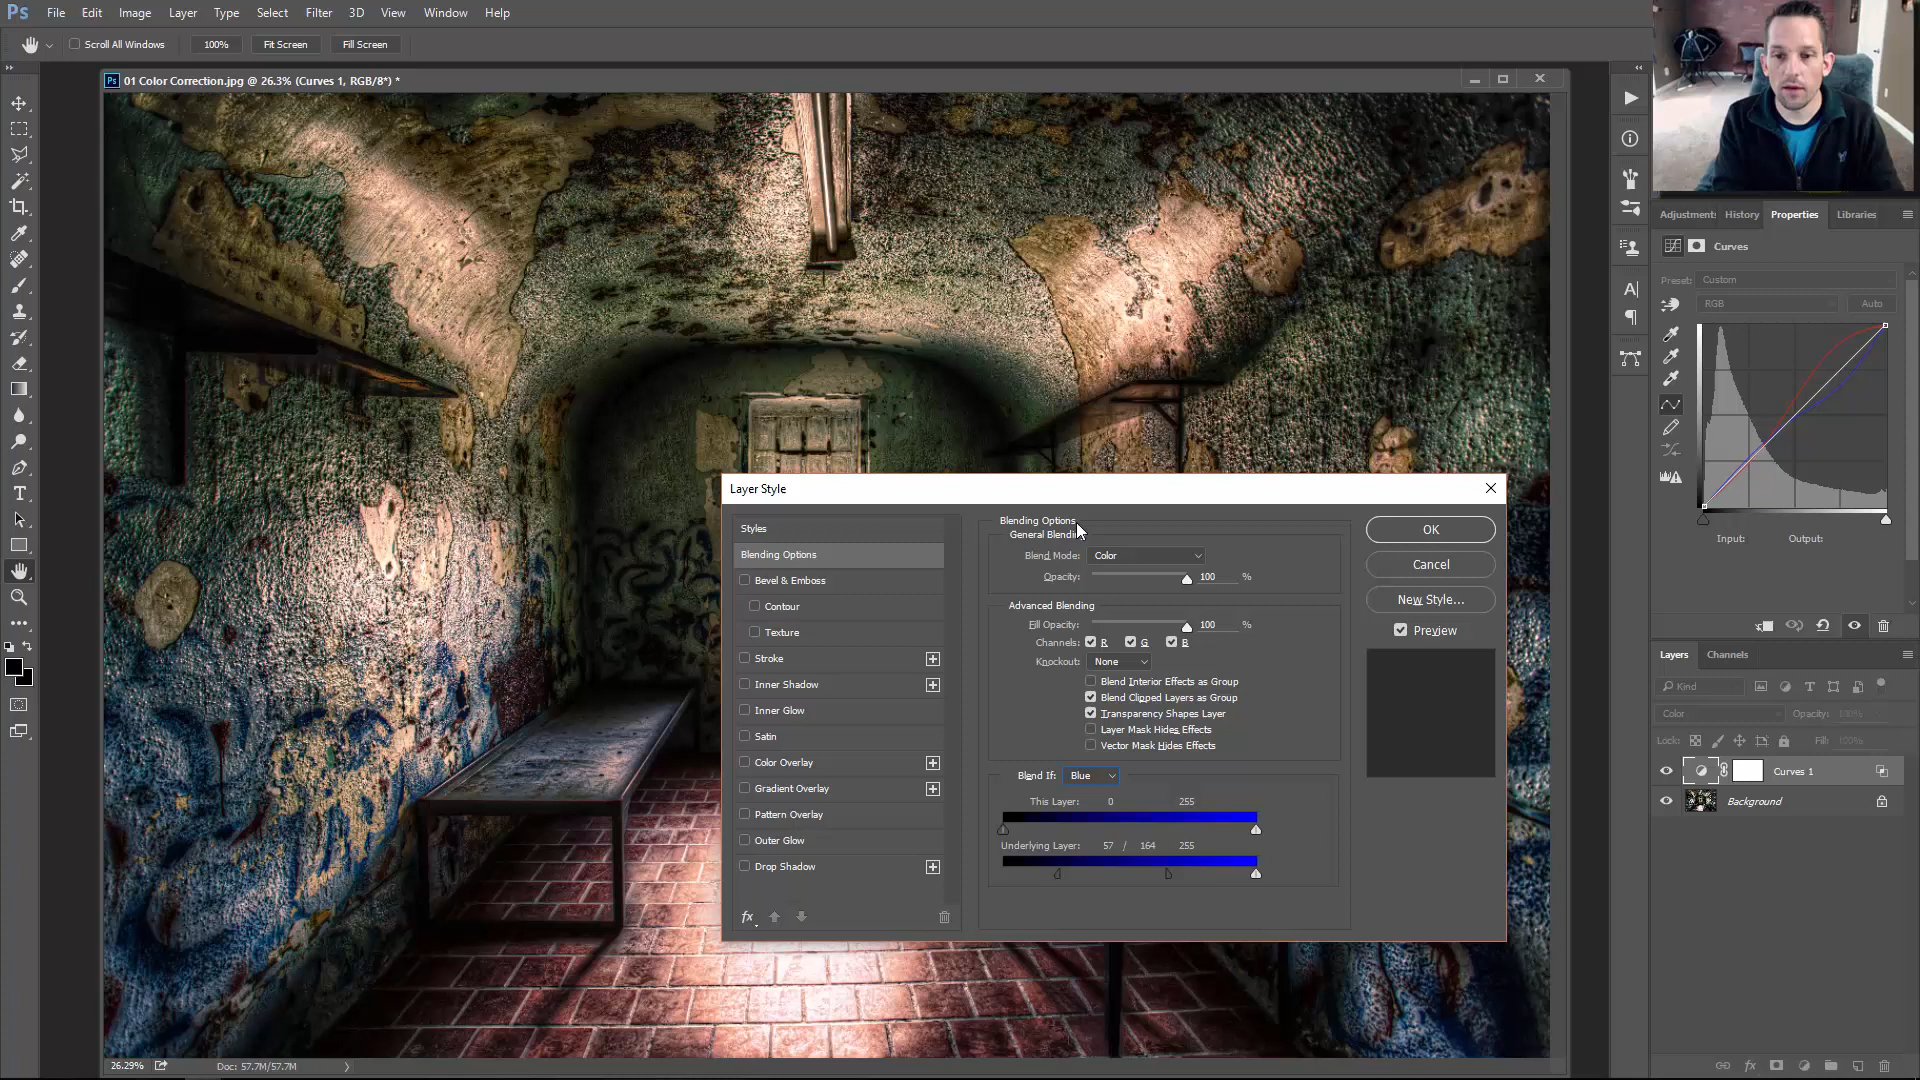 Ps File Edit Image Layer Type Select Filter 3D View Window Help
Scroll All Windows 100% Fit Screen Fill Screen
Ps 01 Color Correction.jpg @ 26.3% (Curves 1, RGB/8*) *
Adjustments History Properties Libraries
Curves
Preset: Custom
RGB Auto
Input: Output:
Layer Style
Styles
Blending Options
Bevel & Emboss
Contour
Texture
Stroke
Inner Shadow
Inner Glow
Satin
Color Overlay
Gradient Overlay
Pattern Overlay
Outer Glow
Drop Shadow
fx
Blending Options
General Blending
Blend Mode: Color
Opacity: 100 %
Advanced Blending
Fill Opacity: 100 %
Channels: R G B
Knockout: None
Blend Interior Effects as Group
Blend Clipped Layers as Group
Transparency Shapes Layer
Layer Mask Hides Effects
Vector Mask Hides Effects
Blend If: Blue
This Layer: 0 255
Underlying Layer: 57 / 164 255
OK
Cancel
New Style...
Preview
Layers Channels
Kind
Color Opacity: 100%
Lock: Fill: 100%
Curves 1
Background
26.29% Doc: 57.7M/57.7M
fx